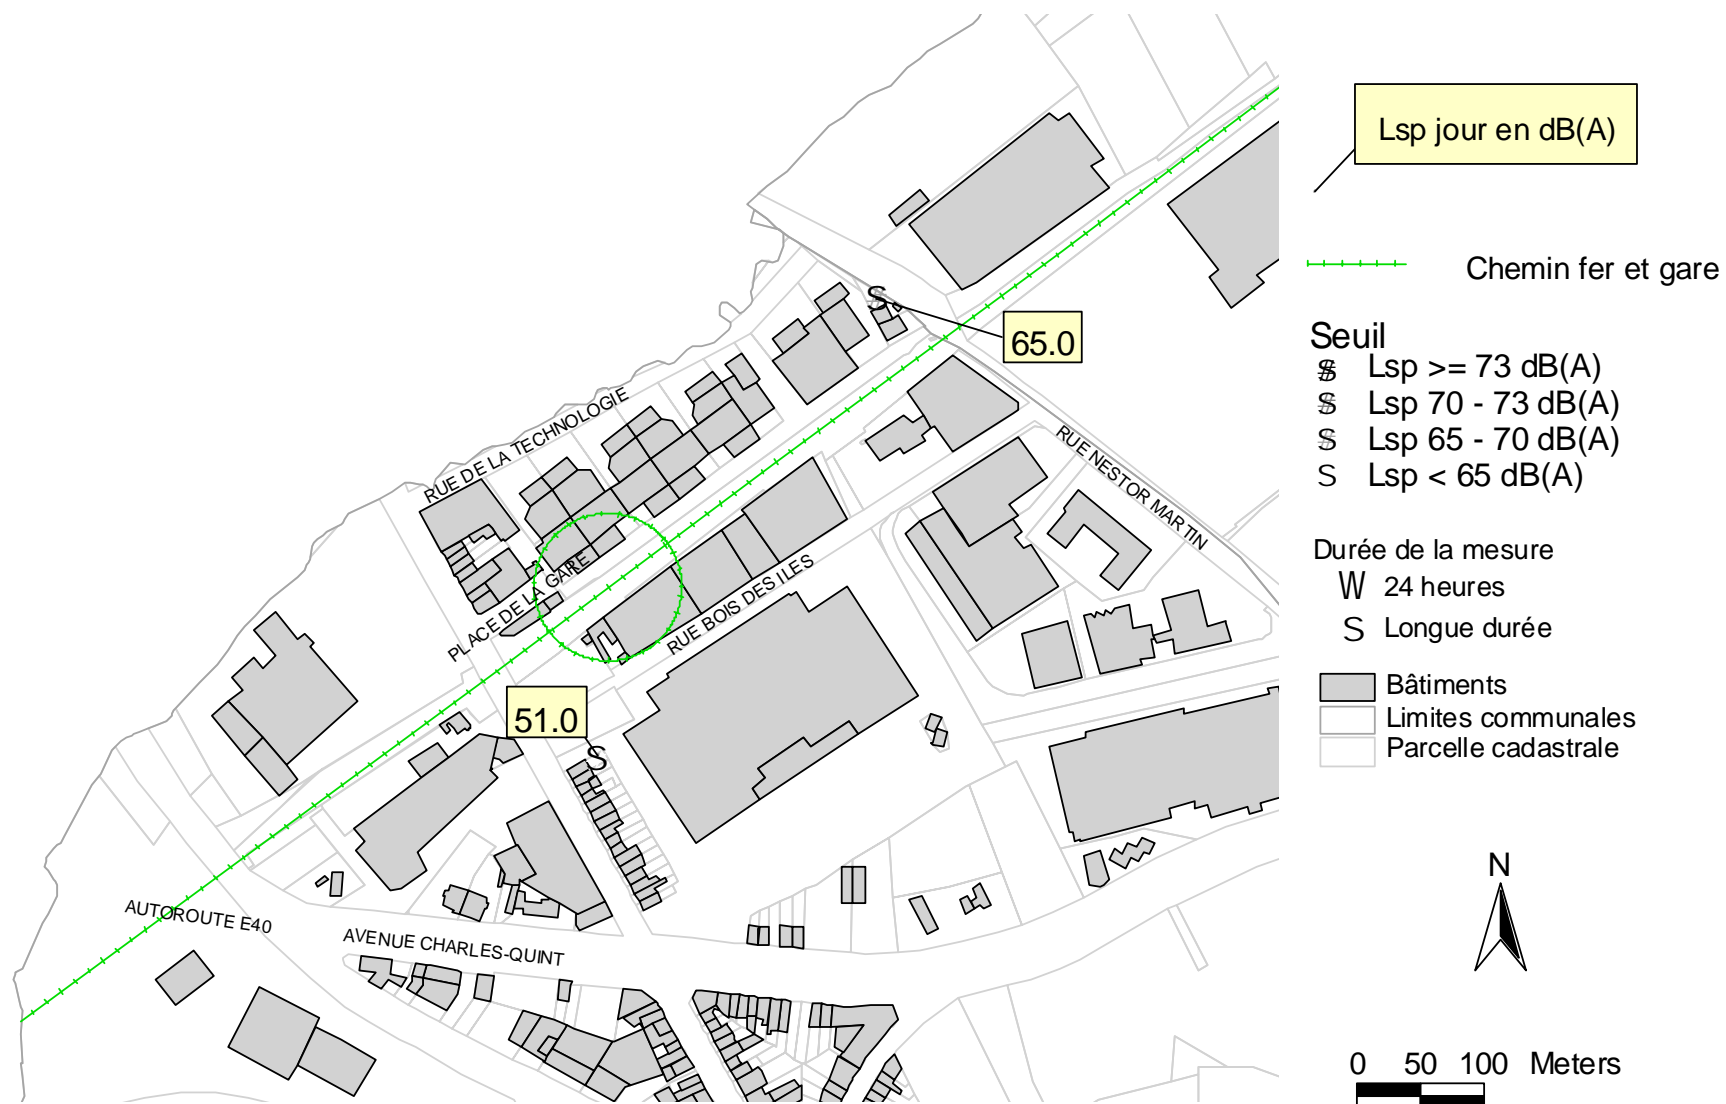 Lsp jour en dB(A)
Chemin fer et gare
65.0
Seuil
S Lsp >= 73 dB(A)
S Lsp 70 - 73 dB(A)
S Lsp 65 - 70 dB(A)
S Lsp < 65 dB(A)
S
RUE DE LA TECHNOLOGIE
RUE NESTOR MARTIN
PLACE DE LA GARE
RUE BOIS DES ILES
Durée de la mesure
W 24 heures
S Longue durée
51.0
S
Bâtiments
Limites communales
Parcelle cadastrale
AUTOROUTE E40
AVENUE CHARLES-QUINT
N
0 50 100 Meters